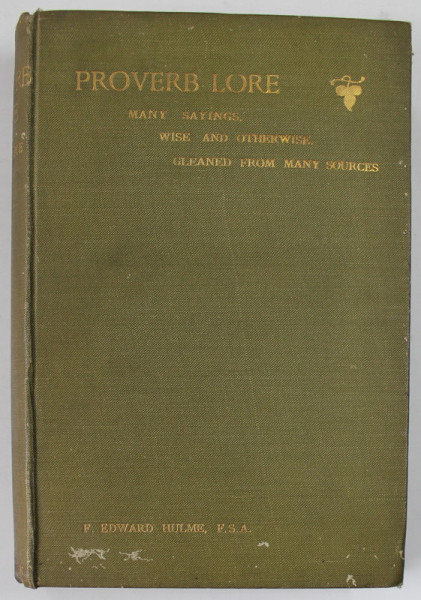 PROVERB LORE
MANY SAYINGS,
WISE AND OTHERWISE,
GLEANED FROM MANY SOURCES
F. EDWARD HULME, F.S.A.